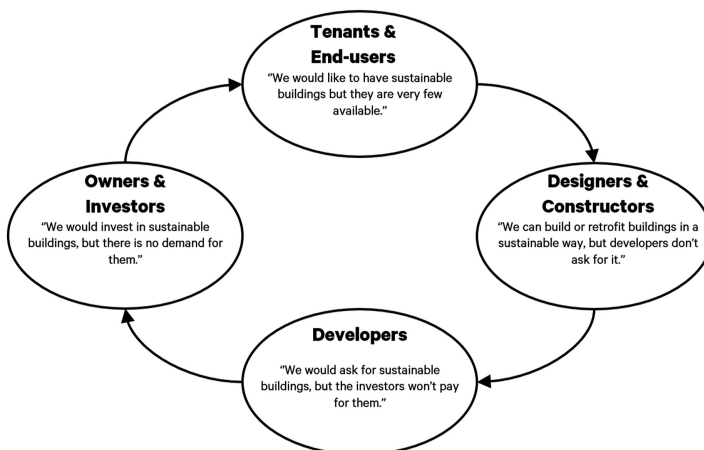 Tenants &
End-users
“We would like to have sustainable
buildings but they are very few
available.”
Owners &
Investors
“We would invest in sustainable
buildings, but there is no demand for
them.”
Designers &
Constructors
“We can build or retrofit buildings in a
sustainable way, but developers don’t
ask for it.”
Developers
“We would ask for sustainable
buildings, but the investors won’t pay
for them.”